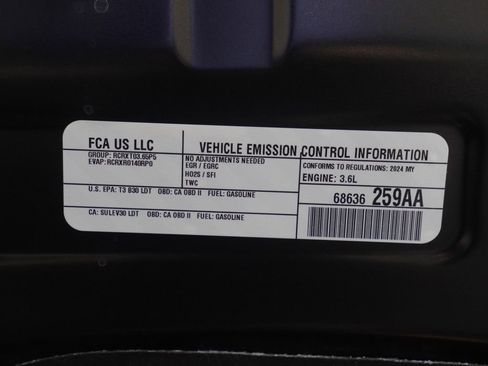 FCA US LLC
GROUP: RCRXT03.65P5
EVAP: RCRXR0140RP0
VEHICLE EMISSION CONTROL INFORMATION
NO ADJUSTMENTS NEEDED
EGR / EGRC
HO2S / SFI
TWC
CONFORMS TO REGULATIONS: 2024 MY
ENGINE: 3.6L
U.S. EPA: T3 B30 LDT OBD: CA OBD II FUEL: GASOLINE
CA: SULEV30 LDT OBD: CA OBD II FUEL: GASOLINE
68636 259AA